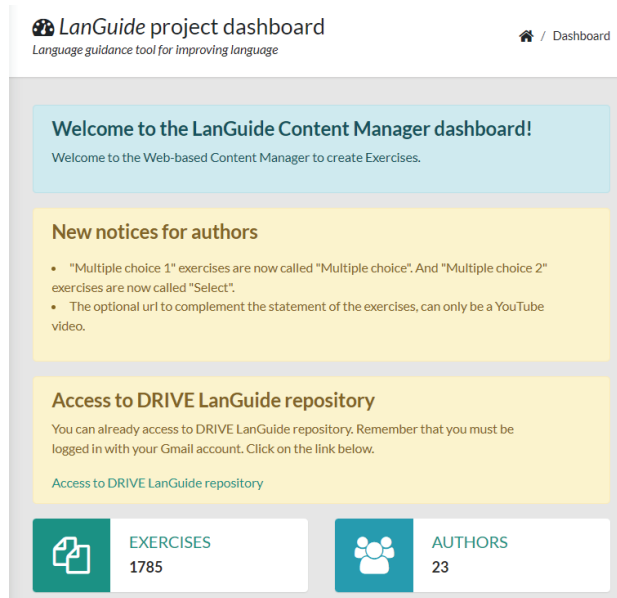 LanGuide project dashboard
Language guidance tool for improving language
/ Dashboard
Welcome to the LanGuide Content Manager dashboard!
Welcome to the Web-based Content Manager to create Exercises.
New notices for authors
• "Multiple choice 1" exercises are now called "Multiple choice". And "Multiple choice 2"
exercises are now called "Select".
• The optional url to complement the statement of the exercises, can only be a YouTube
video.
Access to DRIVE LanGuide repository
You can already access to DRIVE LanGuide repository. Remember that you must be
logged in with your Gmail account. Click on the link below.
Access to DRIVE LanGuide repository
EXERCISES
1785
AUTHORS
23